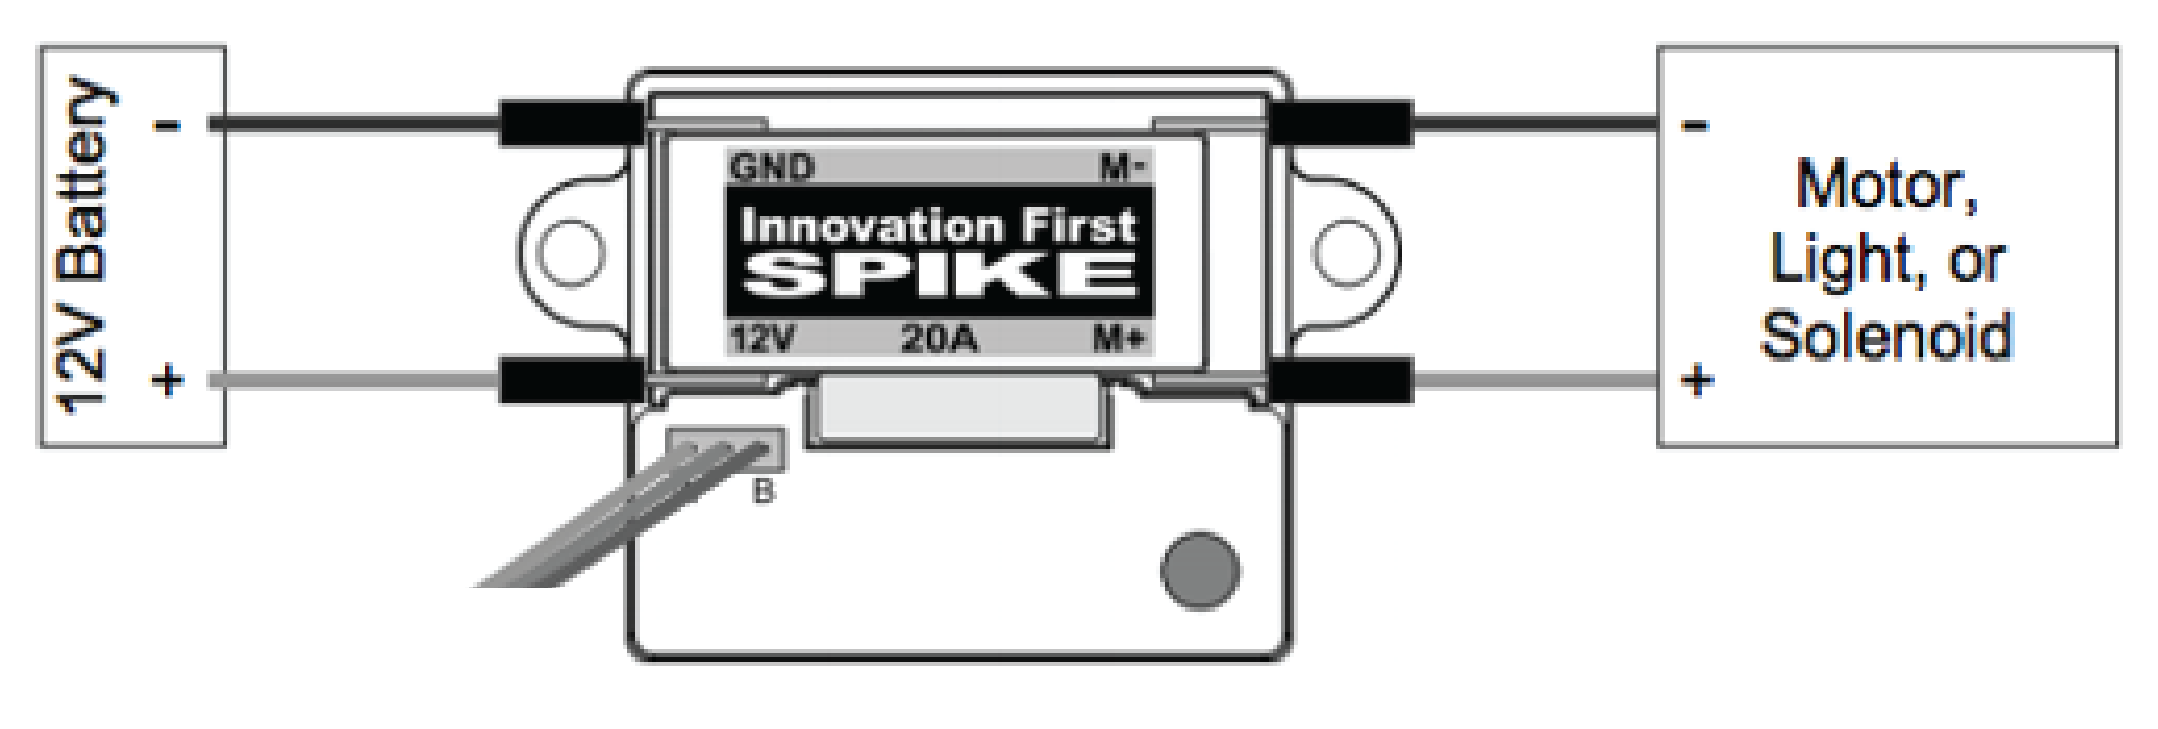 12V Battery
-
+
GND M-
Innovation First
SPIKE
12V 20A M+
B
-
Motor,
Light, or
Solenoid
+